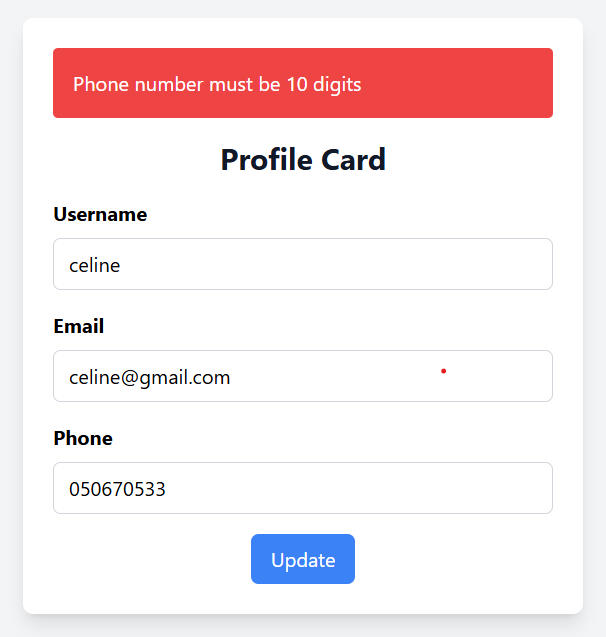 Phone number must be 10 digits
Profile Card
Username
celine
Email
celine@gmail.com
Phone
050670533
Update